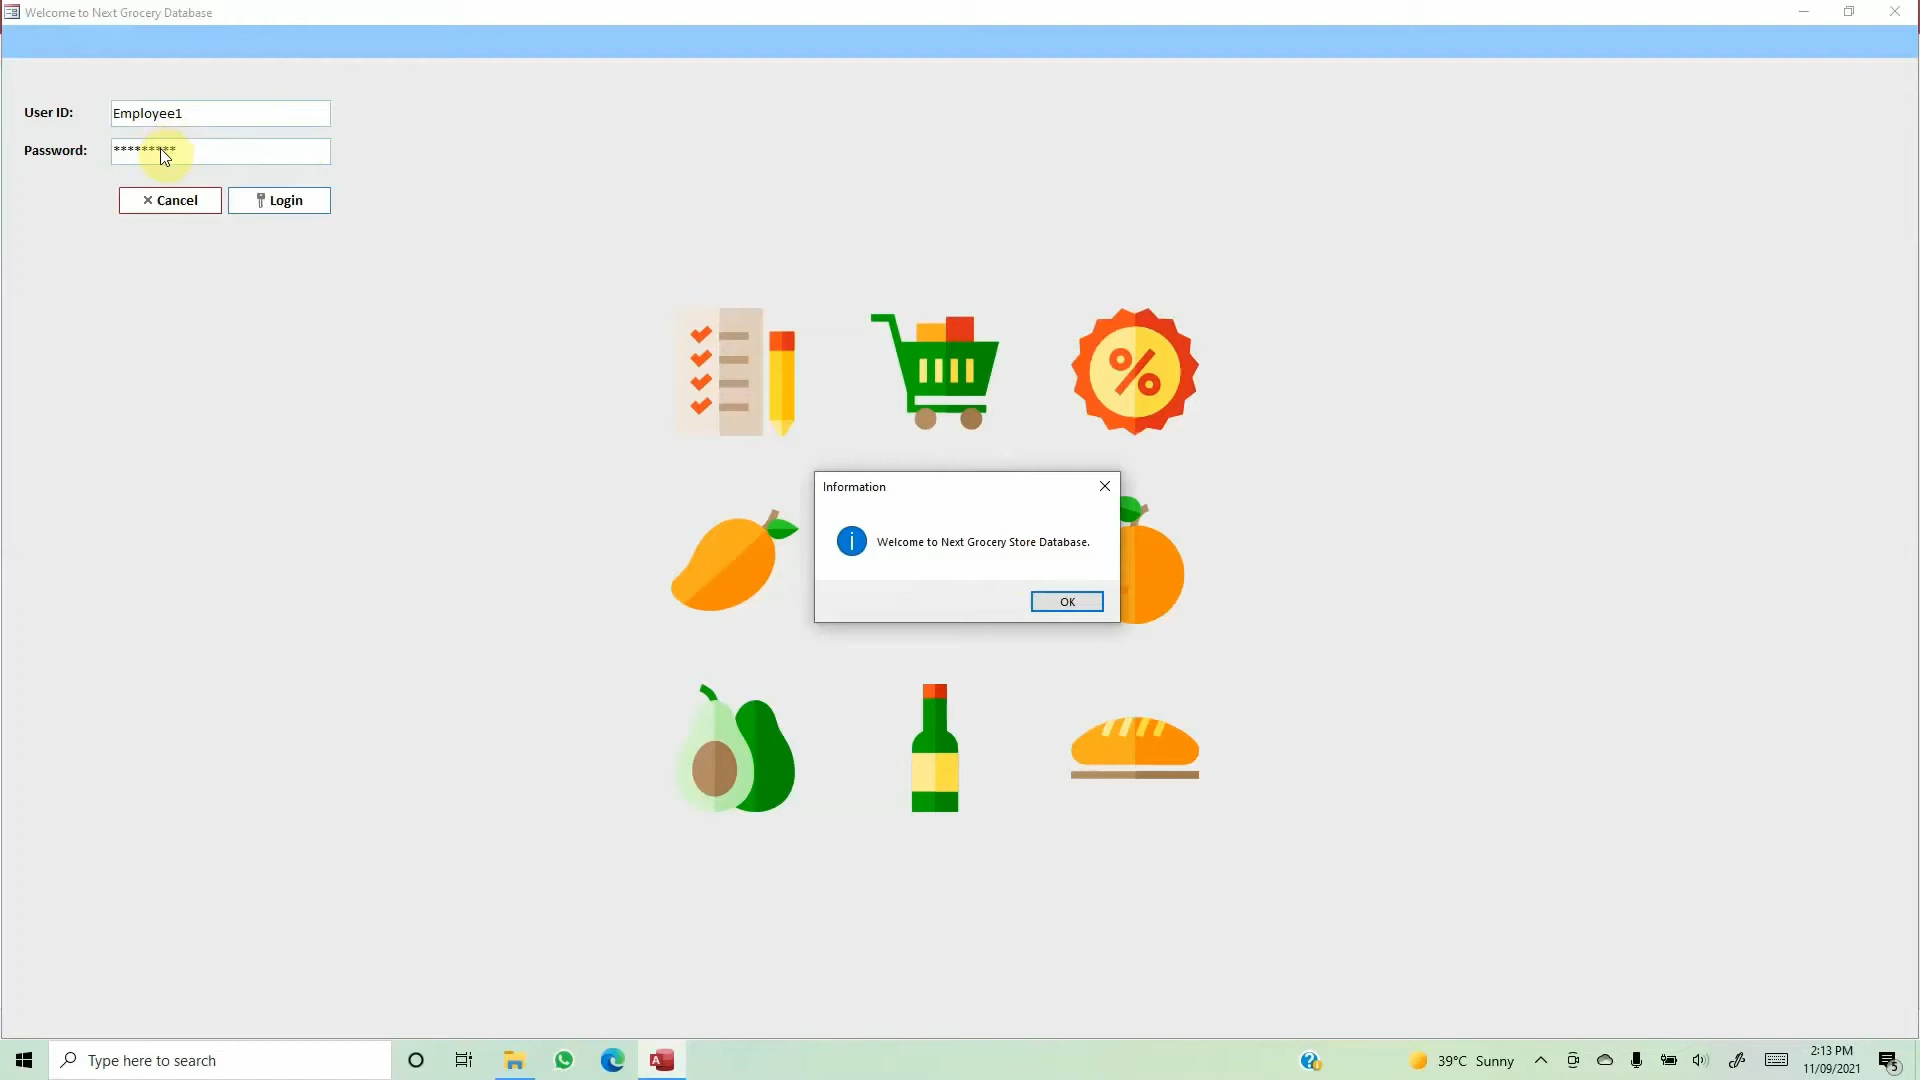 Welcome to Next Grocery Database
User ID:
Employee1
Password:
*********
Cancel
Login
%
Information
Welcome to Next Grocery Store Database.
OK
Type here to search
39°C Sunny
2:13 PM
11/09/2021
5